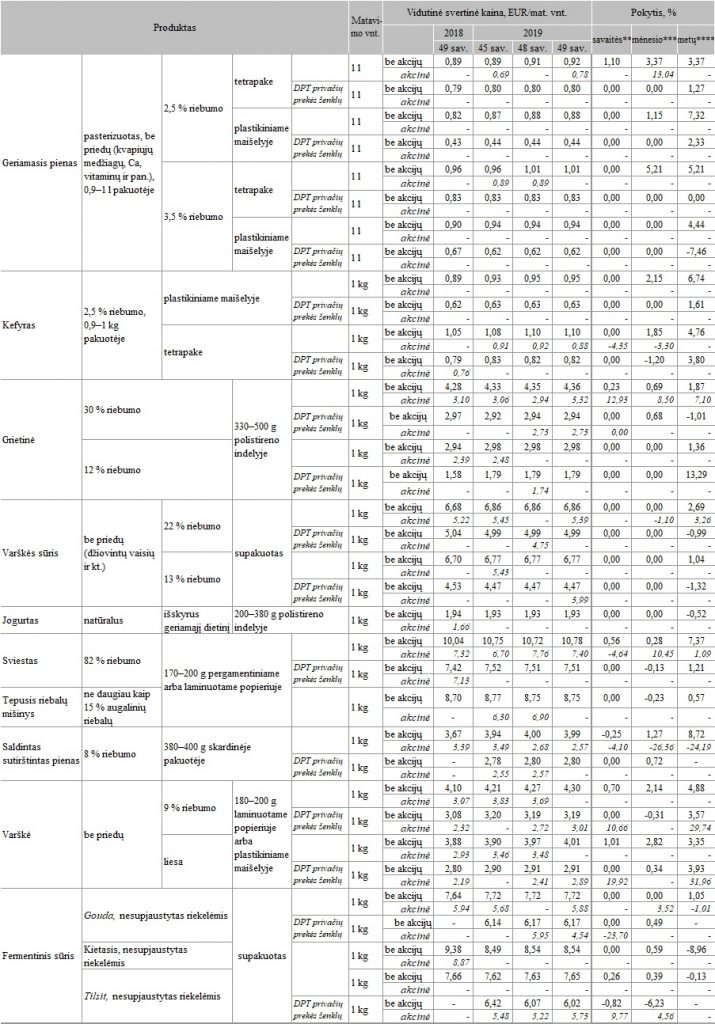 Produktas Matavi-mo vnt. Vidutinė svertinė kaina, EUR/mat. vnt. Pokytis, %
2018 2019 savaitės** mėnesio*** metų****
49 sav. 45 sav. 48 sav. 49 sav.
Geriamasis pienas pasterizuotas, be priedų (kvapiųjų medžiagų, Ca, vitaminų ir pan.), 0,9–1 l pakuotėje 2,5 % riebumo tetrapake 1 l be akcijų 0,89 0,89 0,91 0,92 1,10 3,37 3,37
akcinė - 0,69 - 0,78 - 13,04 -
DPT privačių prekės ženklų 1 l be akcijų 0,79 0,80 0,80 0,80 0,00 0,00 1,27
akcinė - - - - - - -
plastikiniame maišelyje 1 l be akcijų 0,82 0,87 0,88 0,88 0,00 1,15 7,32
akcinė - - - - - - -
DPT privačių prekės ženklų 1 l be akcijų 0,43 0,44 0,44 0,44 0,00 0,00 2,33
akcinė - - - - - - -
3,5 % riebumo tetrapake 1 l be akcijų 0,96 0,96 1,01 1,01 0,00 5,21 5,21
akcinė - 0,89 0,89 - - - -
DPT privačių prekės ženklų 1 l be akcijų 0,83 0,83 0,83 0,83 0,00 0,00 0,00
akcinė - - - - - - -
plastikiniame maišelyje 1 l be akcijų 0,90 0,94 0,94 0,94 0,00 0,00 4,44
akcinė - - - - - - -
DPT privačių prekės ženklų 1 l be akcijų 0,67 0,62 0,62 0,62 0,00 0,00 -7,46
akcinė - - - - - - -
Kefyras 2,5 % riebumo, 0,9–1 kg pakuotėje plastikiniame maišelyje 1 kg be akcijų 0,89 0,93 0,95 0,95 0,00 2,15 6,74
akcinė - - - - - - -
DPT privačių prekės ženklų 1 kg be akcijų 0,62 0,63 0,63 0,63 0,00 0,00 1,61
akcinė - - - - - - -
tetrapake 1 kg be akcijų 1,05 1,08 1,10 1,10 0,00 1,85 4,76
akcinė - 0,91 0,92 0,88 -4,35 -3,30 -
DPT privačių prekės ženklų 1 kg be akcijų 0,79 0,83 0,82 0,82 0,00 -1,20 3,80
akcinė 0,76 - - - - - -
Grietinė 30 % riebumo 330–500 g polistireno indelyje 1 kg be akcijų 4,28 4,33 4,35 4,36 0,23 0,69 1,87
akcinė 3,10 3,06 2,94 3,32 12,93 8,50 7,10
DPT privačių prekės ženklų 1 kg be akcijų 2,97 2,92 2,94 2,94 0,00 0,68 -1,01
akcinė - - 2,73 2,73 0,00 - -
12 % riebumo 1 kg be akcijų 2,94 2,98 2,98 2,98 0,00 0,00 1,36
akcinė 2,39 2,48 - - - - -
DPT privačių prekės ženklų 1 kg be akcijų 1,58 1,79 1,79 1,79 0,00 0,00 13,29
akcinė - - 1,74 - - - -
Varškės sūris be priedų (džiovintų vaisių ir kt.) 22 % riebumo supakuotas 1 kg be akcijų 6,68 6,86 6,86 6,86 0,00 0,00 2,69
akcinė 5,22 5,45 - 5,39 - -1,10 3,26
DPT privačių prekės ženklų 1 kg be akcijų 5,04 4,99 4,99 4,99 0,00 0,00 -0,99
akcinė - - 4,75 - - - -
13 % riebumo 1 kg be akcijų 6,70 6,77 6,77 6,77 0,00 0,00 1,04
akcinė - 5,43 - - - - -
DPT privačių prekės ženklų 1 kg be akcijų 4,53 4,47 4,47 4,47 0,00 0,00 -1,32
akcinė - - - 3,99 - - -
Jogurtas natūralus išskyrus geriamąjį dietinį 200–380 g polistireno indelyje 1 kg be akcijų 1,94 1,93 1,93 1,93 0,00 0,00 -0,52
akcinė 1,66 - - - - - -
Sviestas 82 % riebumo 170–200 g pergamentiniame arba laminuotame popieriuje 1 kg be akcijų 10,04 10,75 10,72 10,78 0,56 0,28 7,37
akcinė 7,32 6,70 7,76 7,40 -4,64 10,45 1,09
DPT privačių prekės ženklų 1 kg be akcijų 7,42 7,52 7,51 7,51 0,00 -0,13 1,21
akcinė 7,13 - - - - - -
Tepusis riebalų mišinys ne daugiau kaip 15 % augalinių riebalų 1 kg be akcijų 8,70 8,77 8,75 8,75 0,00 -0,23 0,57
akcinė - 6,30 6,90 - - - -
Saldintas sutirštintas pienas 8 % riebumo 380–400 g skardinėje pakuotėje 1 kg be akcijų 3,67 3,94 4,00 3,99 -0,25 1,27 8,72
akcinė 3,39 3,49 2,68 2,57 -4,10 -26,36 -24,19
DPT privačių prekės ženklų 1 kg be akcijų - 2,78 2,80 2,80 0,00 0,72 -
akcinė - 2,55 2,57 - - - -
Varškė be priedų 9 % riebumo 180–200 g laminuotame popieriuje arba plastikiniame maišelyje 1 kg be akcijų 4,10 4,21 4,27 4,30 0,70 2,14 4,88
akcinė 3,07 3,83 3,69 - - - -
DPT privačių prekės ženklų 1 kg be akcijų 3,08 3,20 3,19 3,19 0,00 -0,31 3,57
akcinė 2,32 - 2,72 3,01 10,66 - 29,74
liesa 1 kg be akcijų 3,88 3,90 3,97 4,01 1,01 2,82 3,35
akcinė 2,93 3,46 3,48 - - - -
DPT privačių prekės ženklų 1 kg be akcijų 2,80 2,90 2,91 2,91 0,00 0,34 3,93
akcinė 2,19 - 2,41 2,89 19,92 - 31,96
Fermentinis sūris Gouda, nesupjaustytas riekelėmis supakuotas 1 kg be akcijų 7,64 7,72 7,72 7,72 0,00 0,00 1,05
akcinė 5,94 5,68 - 5,88 - 3,52 -1,01
DPT privačių prekės ženklų 1 kg be akcijų - 6,14 6,17 6,17 0,00 0,49 -
akcinė - - 5,95 4,54 -23,70 - -
Kietasis, nesupjaustytas riekelėmis 1 kg be akcijų 9,38 8,49 8,54 8,54 0,00 0,59 -8,96
akcinė 8,87 - - - - - -
Tilsit, nesupjaustytas riekelėmis 1 kg be akcijų 7,66 7,62 7,63 7,65 0,26 0,39 -0,13
akcinė - - - - - - -
DPT privačių prekės ženklų 1 kg be akcijų - 6,42 6,07 6,02 -0,82 -6,23 -
akcinė - 5,48 5,22 5,73 9,77 4,56 -